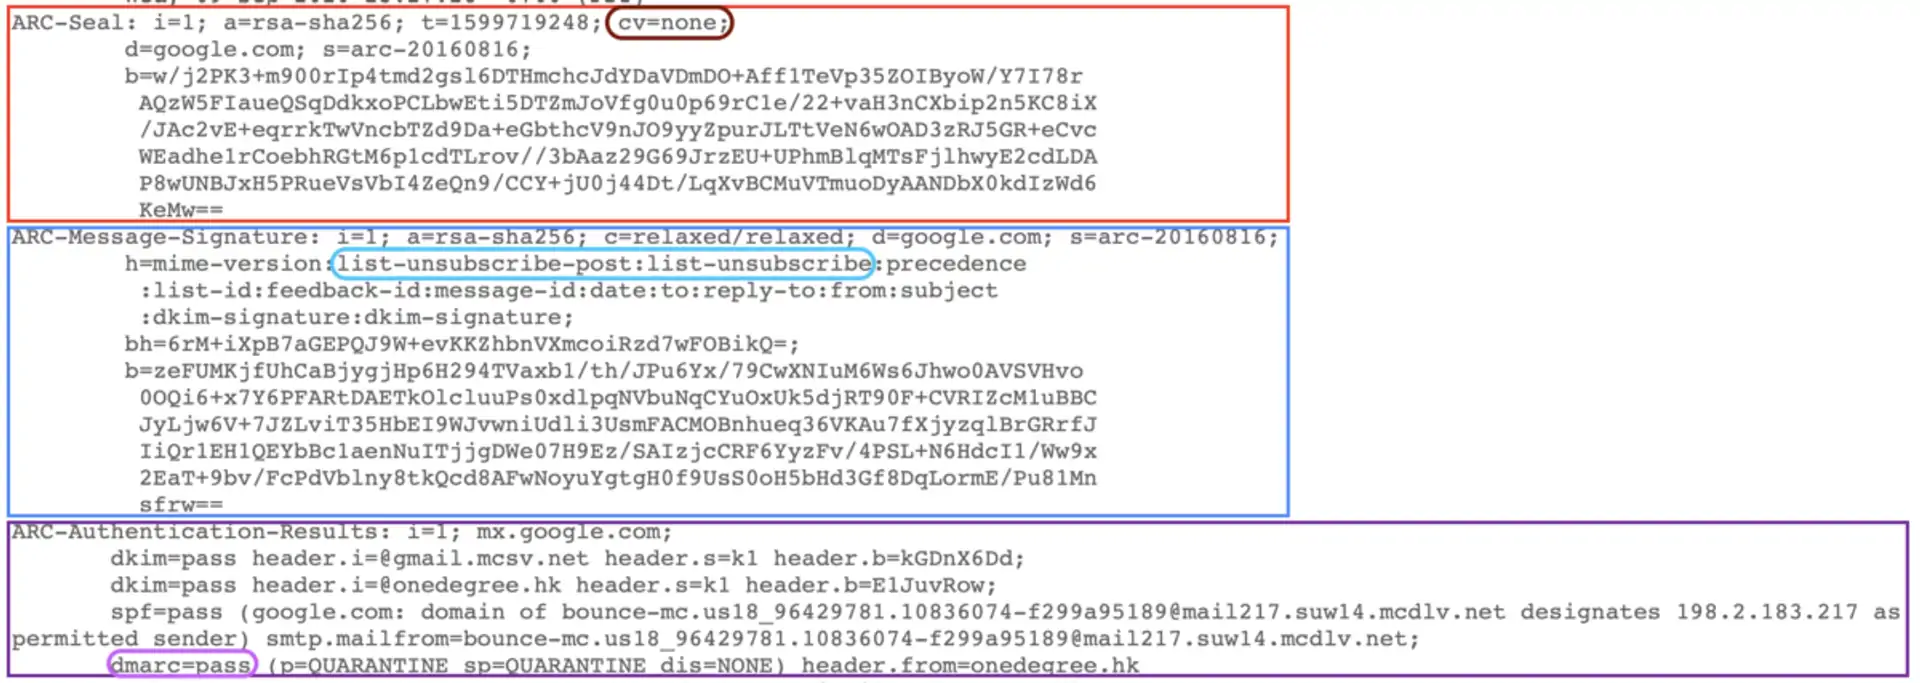 ARC-Seal: i=1; a=rsa-sha256; t=1599719248; cv=none;
d=google.com; s=arc-20160816;
b=w/j2PK3+m900rIp4tmd2gsl6DTHmchcJdYDaVDmDO+Aff1TeVp35ZOIByoW/Y7I78r
AQzW5FIaueQSqDdkxoPCLbwEti5DTZmJoVfg0u0p69rC1e/22+vaH3nCXbip2n5KC8iX
/JAc2vE+eqrrkTwVncbTZd9Da+eGbthcV9nJO9yyZpurJLTtVeN6wOAD3zRJ5GR+eCvc
WEadhe1rCoebhRGtM6p1cdTLrov//3bAaz29G69JrzEU+UPhmBlqMTsFjlhwyE2cdLDA
P8wUNBJxH5PRueVsVbI4ZeQn9/CCY+jU0j44Dt/LqXvBCMuVTmuoDyAANDbX0kdIzWd6
KeMw==
ARC-Message-Signature: i=1; a=rsa-sha256; c=relaxed/relaxed; d=google.com; s=arc-20160816;
h=mime-version:list-unsubscribe-post:list-unsubscribe:precedence
:list-id:feedback-id:message-id:date:to:reply-to:from:subject
:dkim-signature:dkim-signature;
bh=6rM+iXpB7aGEPQJ9W+evKKZhbnVXmcoiRzd7wFOBikQ=;
b=zeFUMKjfUhCaBjygjHp6H294TVaxb1/th/JPu6Yx/79CwXNIuM6Ws6Jhwo0AVSVHvo
0OQi6+x7Y6PFARtDAETkOlcluuPs0xdlpqNVbuNqCYuOxUk5djRT90F+CVRIZcM1uBBC
JyLjw6V+7JZLviT35HbEI9WJvwniUdli3UsmFACMOBnhueq36VKAu7fXjyzqlBrGRrfJ
IiQr1EH1QEYbBc1aenNuITjjgDWe07H9Ez/SAIzjcCRF6YyzFv/4PSL+N6HdcI1/Ww9x
2EaT+9bv/FcPdVblny8tkQcd8AFwNoyuYgtgH0f9UsS0oH5bHd3Gf8DqLormE/Pu81Mn
sfrw==
ARC-Authentication-Results: i=1; mx.google.com;
dkim=pass header.i=@gmail.mcsv.net header.s=k1 header.b=kGDnX6Dd;
dkim=pass header.i=@onedegree.hk header.s=k1 header.b=E1JuvRow;
spf=pass (google.com: domain of bounce-mc.us18_96429781.10836074-f299a95189@mail217.suw14.mcdlv.net designates 198.2.183.217 as
permitted sender) smtp.mailfrom=bounce-mc.us18_96429781.10836074-f299a95189@mail217.suw14.mcdlv.net;
dmarc=pass (p=QUARANTINE sp=QUARANTINE dis=NONE) header.from=onedegree.hk